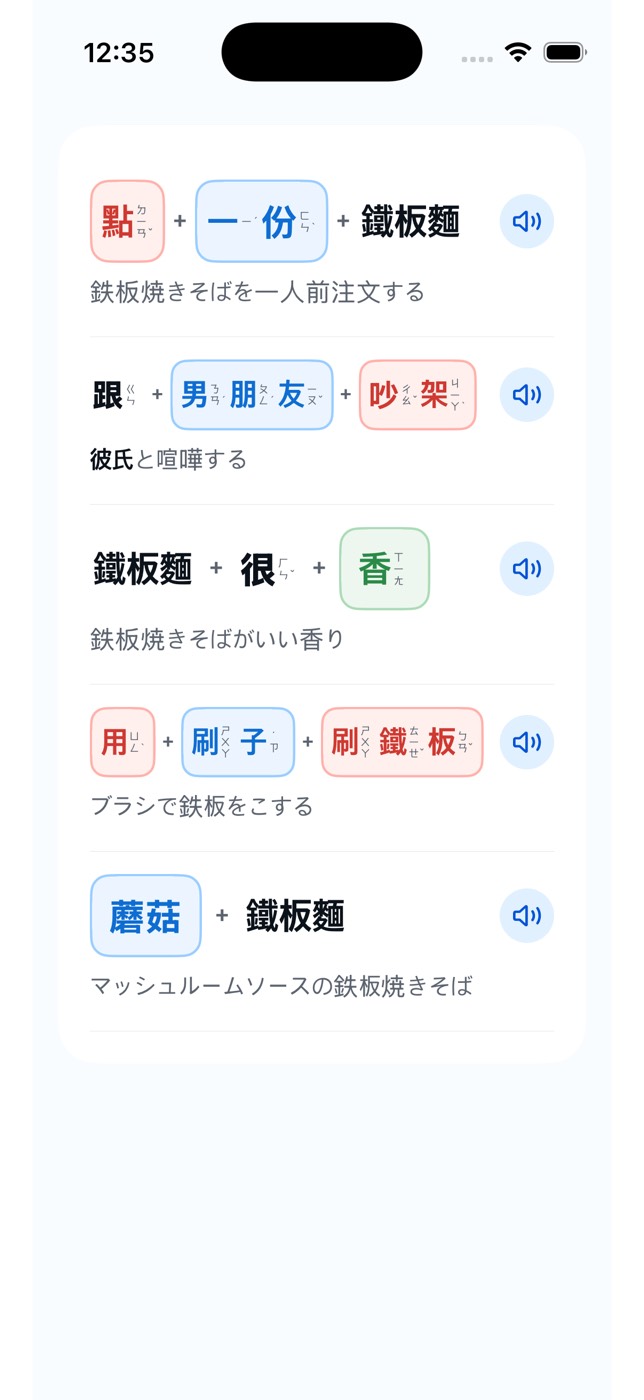 12:35
點ㄉㄧㄢˇ + 一ㄧˊ份ㄈㄣˋ + 鐵板麵
鉄板焼きそばを一人前注文する
跟ㄍㄣ + 男ㄋㄢˊ朋ㄆㄥˊ友ㄧㄡˇ + 吵ㄔㄠˇ架ㄐㄧㄚˋ
彼氏と喧嘩する
鐵板麵 + 很ㄏㄣˇ + 香ㄒㄧㄤ
鉄板焼きそばがいい香り
用ㄩㄥˋ + 刷ㄕㄨㄚ子˙ㄗ + 刷ㄕㄨㄚ鐵ㄊㄧㄝˇ板ㄅㄢˇ
ブラシで鉄板をこする
蘑菇 + 鐵板麵
マッシュルームソースの鉄板焼きそば